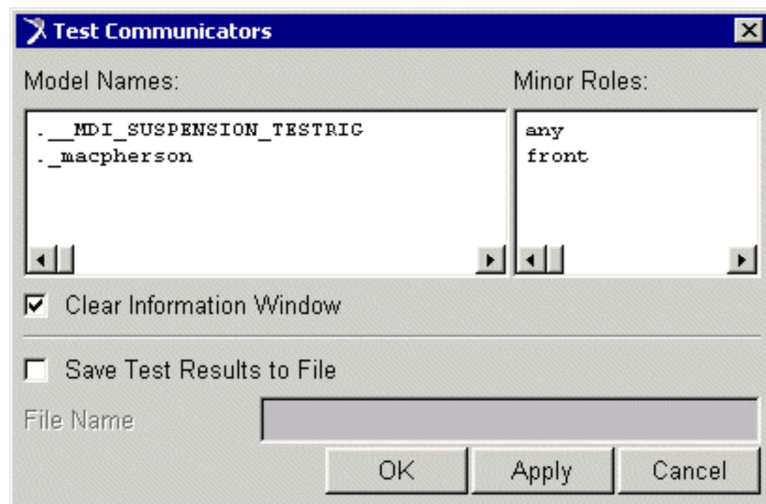 Test Communicators
Model Names: Minor Roles:
.__MDI_SUSPENSION_TESTRIG any
._macpherson front
Clear Information Window
Save Test Results to File
File Name
OK Apply Cancel